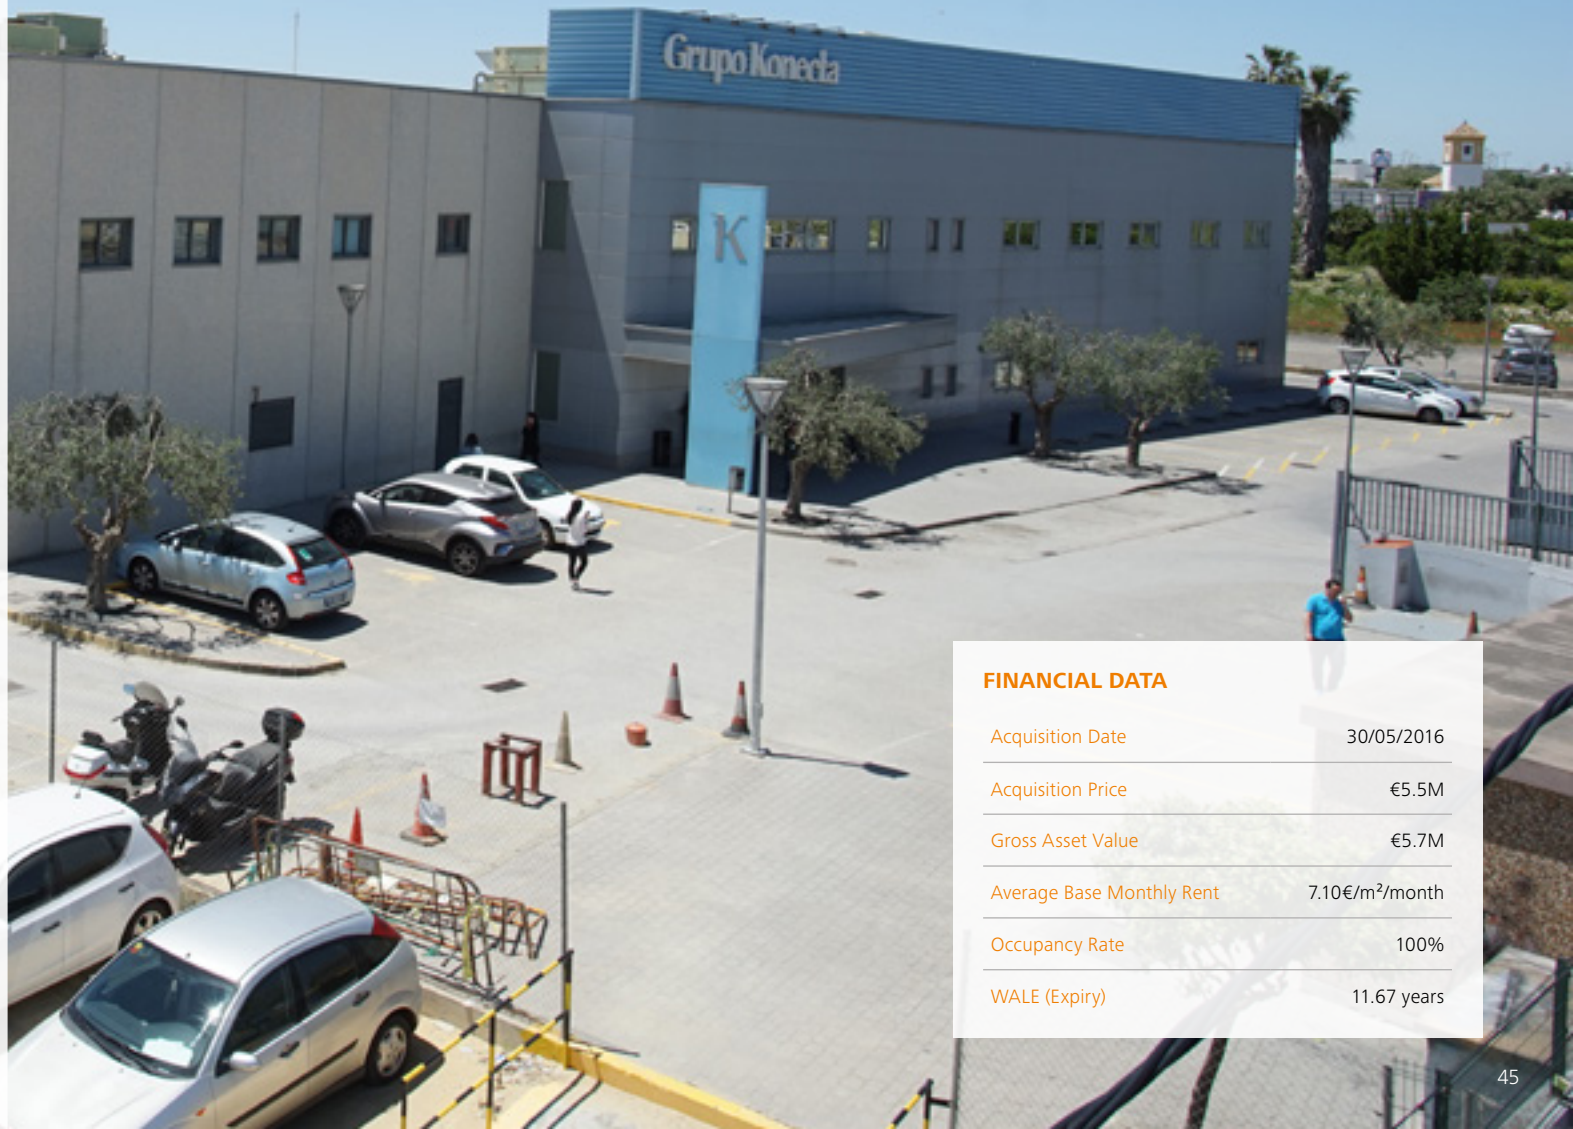 Grupo Konecta
K
FINANCIAL DATA
Acquisition Date 30/05/2016
Acquisition Price €5.5M
Gross Asset Value €5.7M
Average Base Monthly Rent 7.10€/m²/month
Occupancy Rate 100%
WALE (Expiry) 11.67 years
45